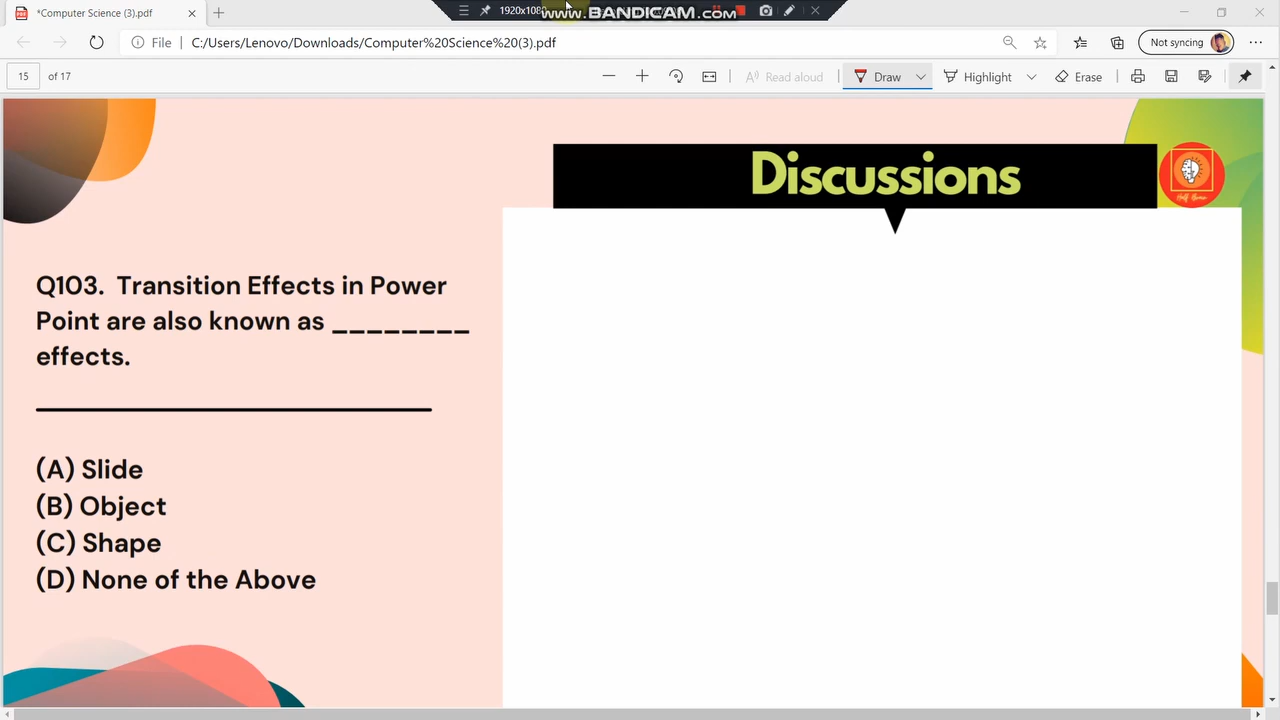 *Computer Science (3).pdf
1920x1080
www.BANDICAM.com
File
C:/Users/Lenovo/Downloads/Computer%20Science%20(3).pdf
Not syncing
15 of 17
Read aloud
Draw
Highlight
Erase
Discussions
Q103. Transition Effects in Power
Point are also known as ________
effects.
(A) Slide
(B) Object
(C) Shape
(D) None of the Above